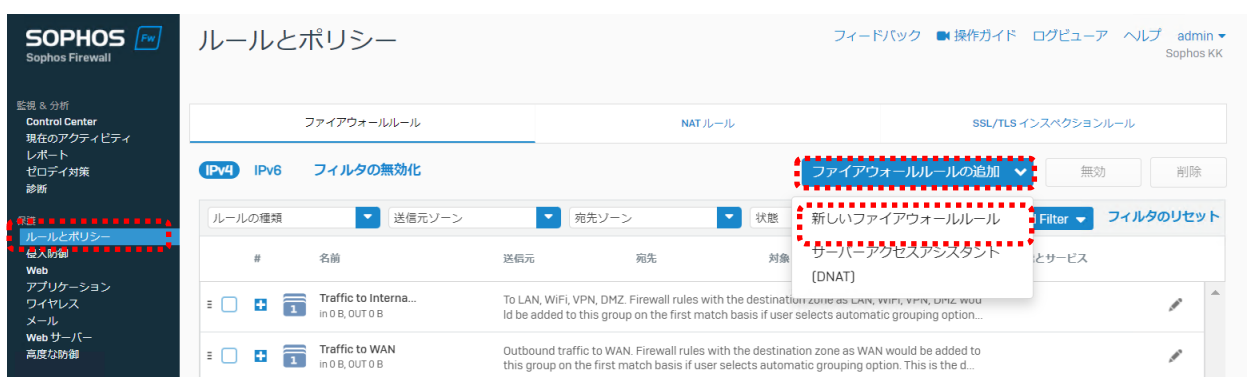 SOPHOS Fw
Sophos Firewall
ルールとポリシー
フィードバック 操作ガイド ログビューア ヘルプ admin
Sophos KK
監視 & 分析
Control Center
現在のアクティビティ
レポート
ゼロデイ対策
診断
保護
ルールとポリシー
侵入防御
Web
アプリケーション
ワイヤレス
メール
Web サーバー
高度な防御
ファイアウォールルール NAT ルール SSL/TLS インスペクションルール
IPv4 IPv6 フィルタの無効化 ファイアウォールルールの追加 無効 削除
ルールの種類 送信元ゾーン 宛先ゾーン 状態 Filter フィルタのリセット
新しいファイアウォールルール
サーバーアクセスアシスタント
(DNAT)
# 名前 送信元 宛先 対象 とサービス
1 Traffic to Interna...
in 0 B, OUT 0 B
To LAN, WiFi, VPN, DMZ. Firewall rules with the destination zone as LAN, WiFi, VPN, DMZ wou
ld be added to this group on the first match basis if user selects automatic grouping option...
1 Traffic to WAN
in 0 B, OUT 0 B
Outbound traffic to WAN. Firewall rules with the destination zone as WAN would be added to
this group on the first match basis if user selects automatic grouping option. This is the d...